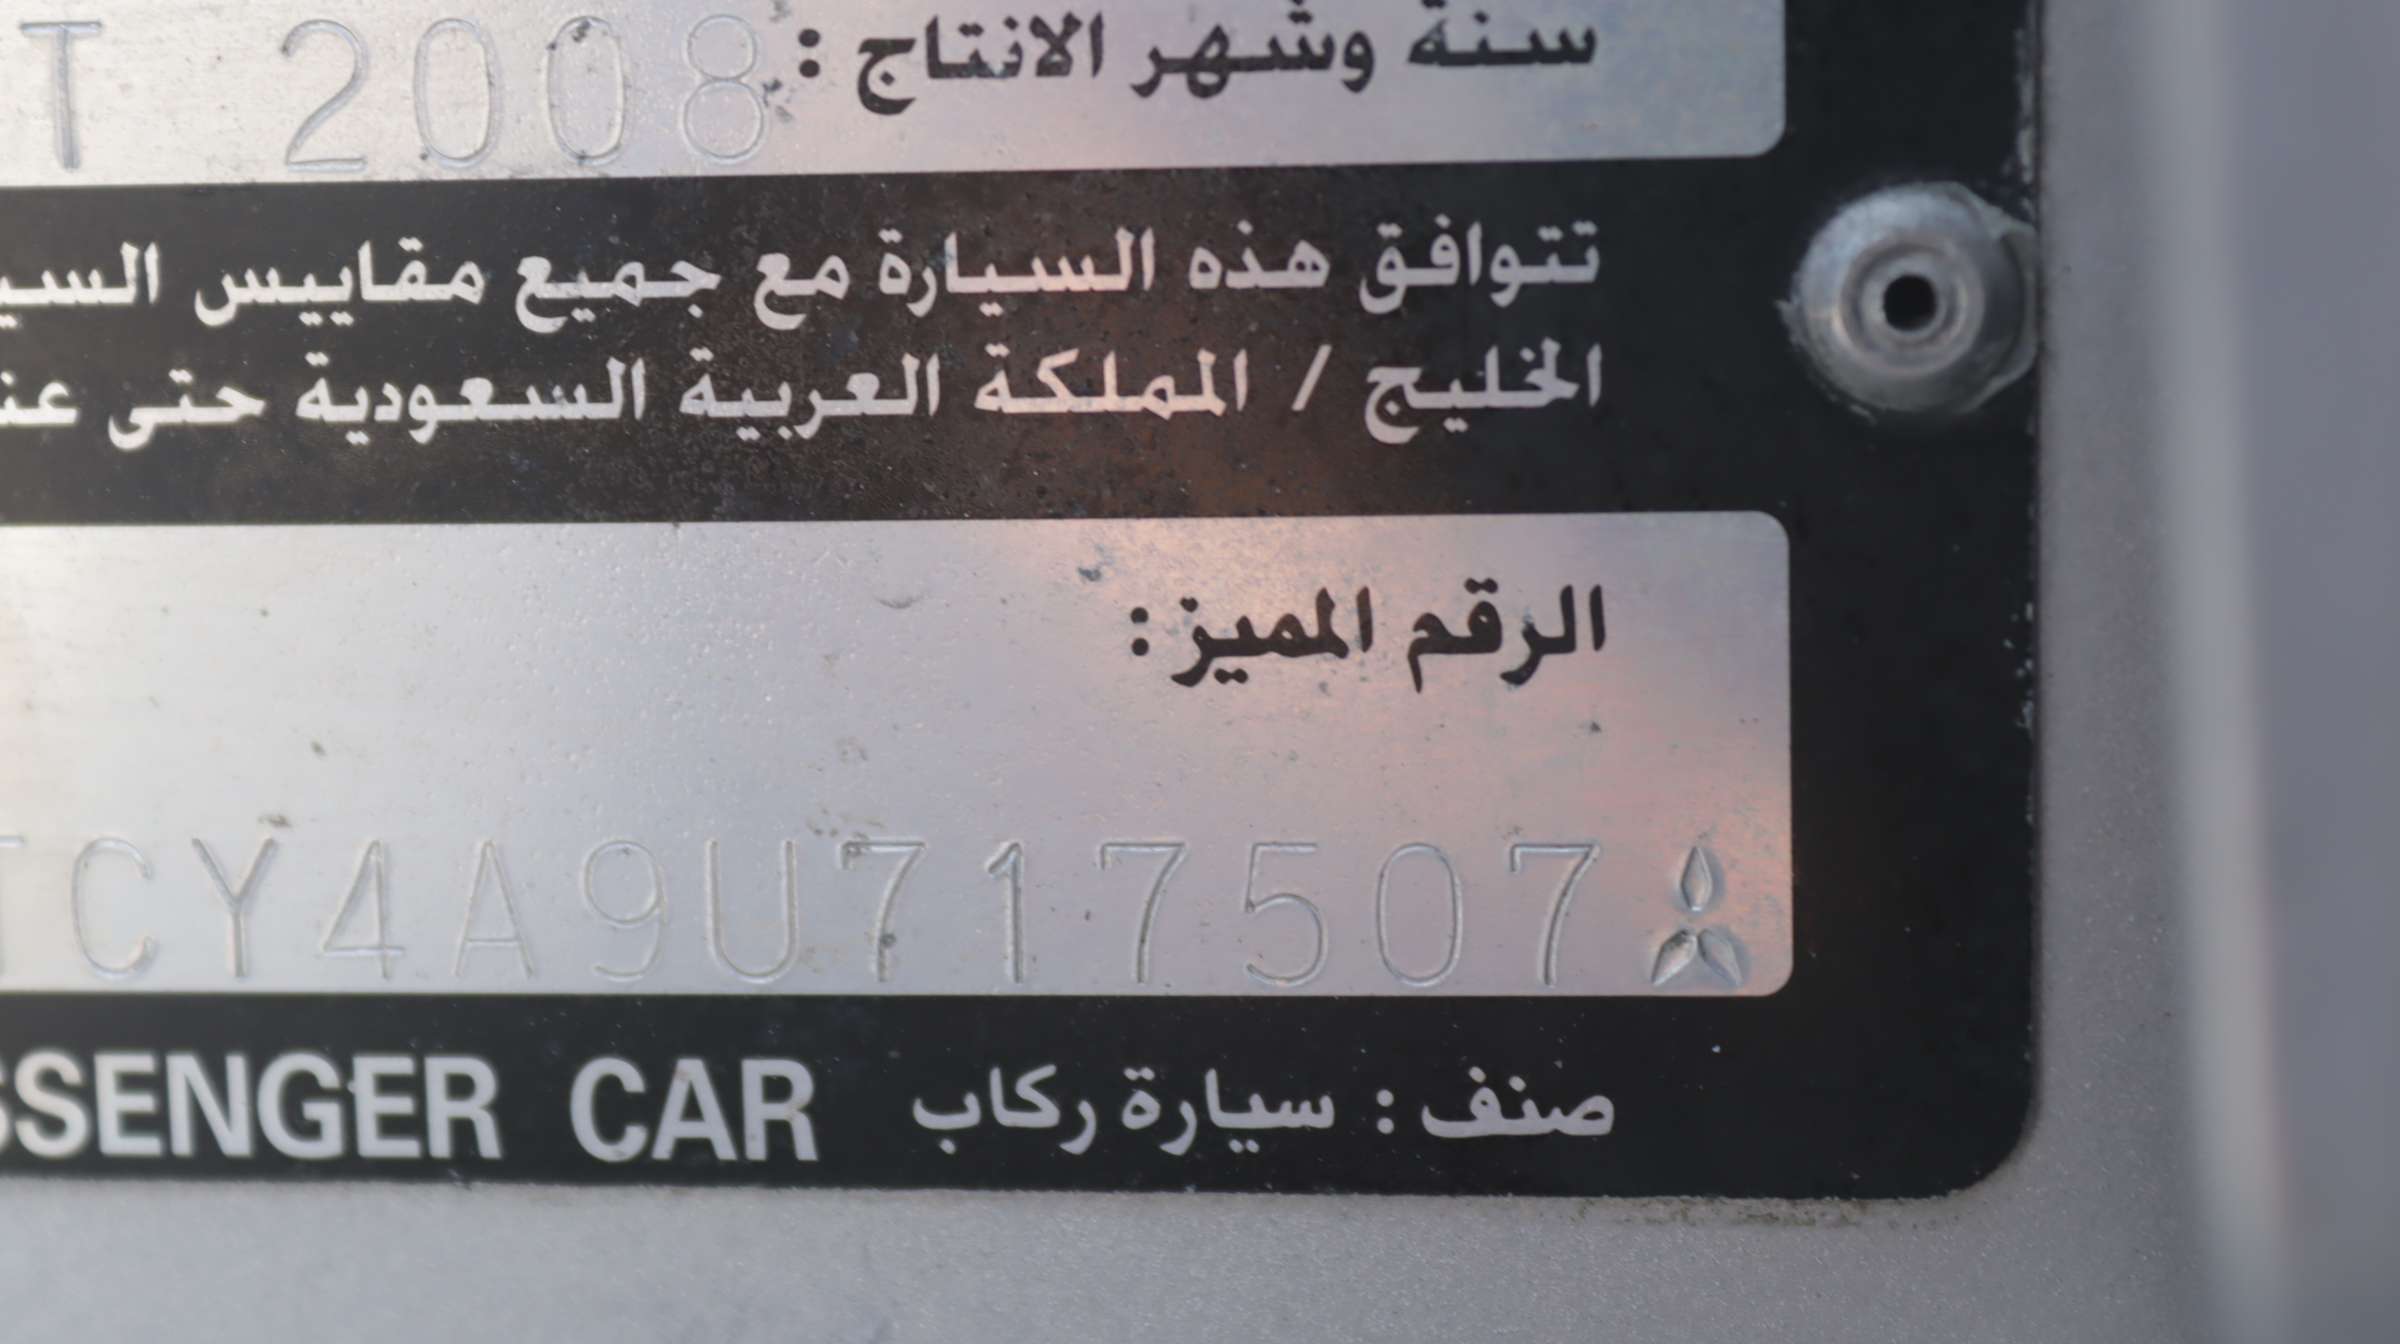 سنة وشهر الانتاج : T 2008
تتوافق هذه السيارة مع جميع مقاييس
الخليج / المملكة العربية السعودية حتى
الرقم المميز:
CY4A9U717507
صنف : سيارة ركاب SSENGER CAR